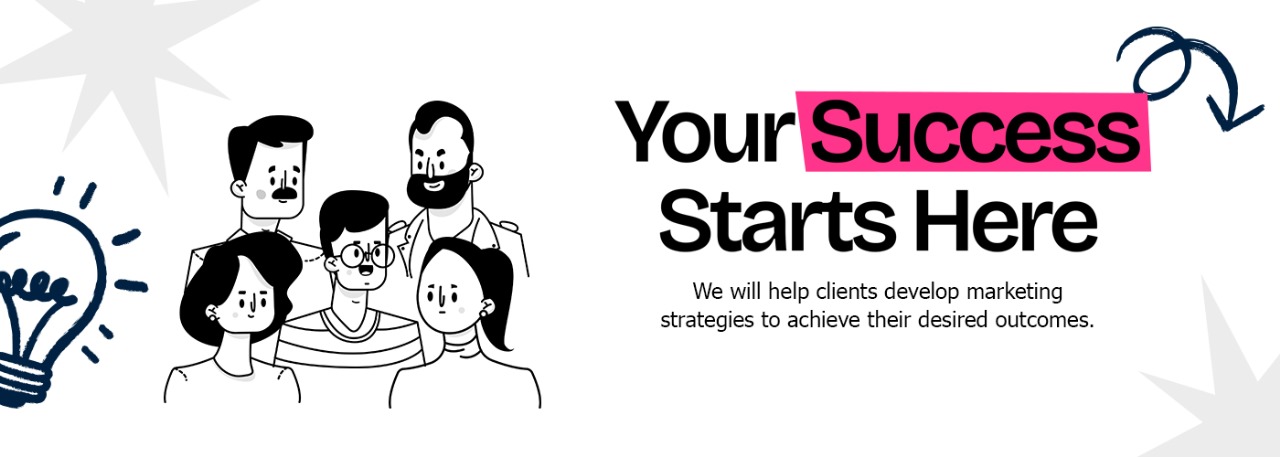 Your Success
Starts Here
We will help clients develop marketing
strategies to achieve their desired outcomes.